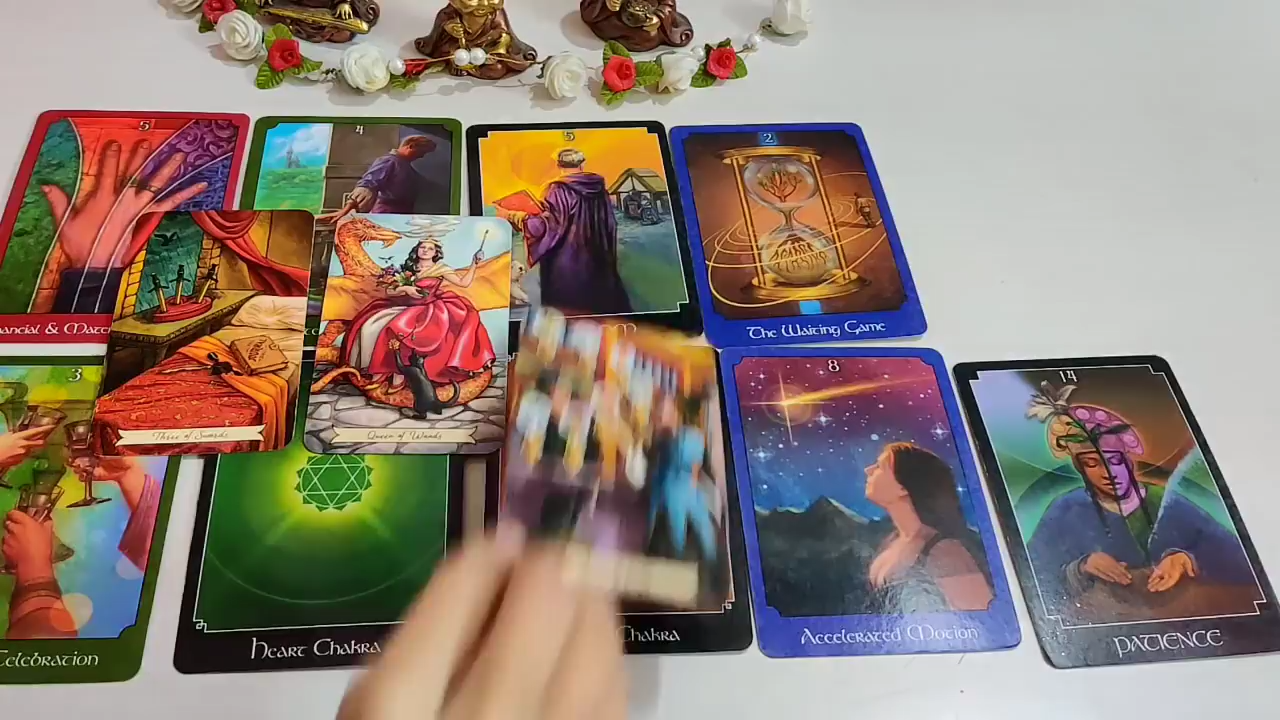 5
4
5
2
The Waiting Game
Three of Swords
Queen of Wands
3
8
14
Celebration
Heart Chakra
Chakra
Accelerated Motion
PATIENCE